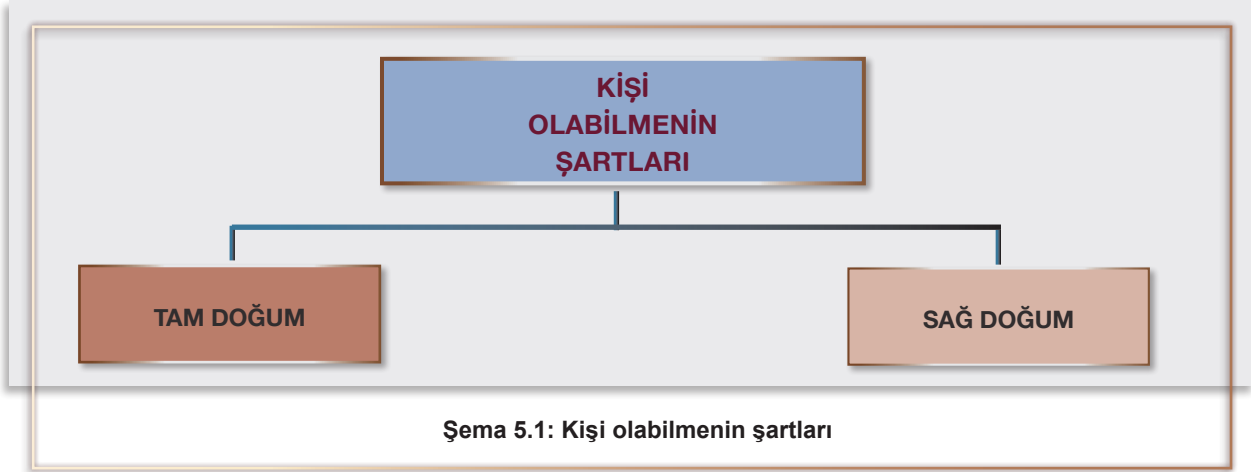 KİŞİ
OLABİLMENİN
ŞARTLARI
TAM DOĞUM
SAĞ DOĞUM
Şema 5.1: Kişi olabilmenin şartları